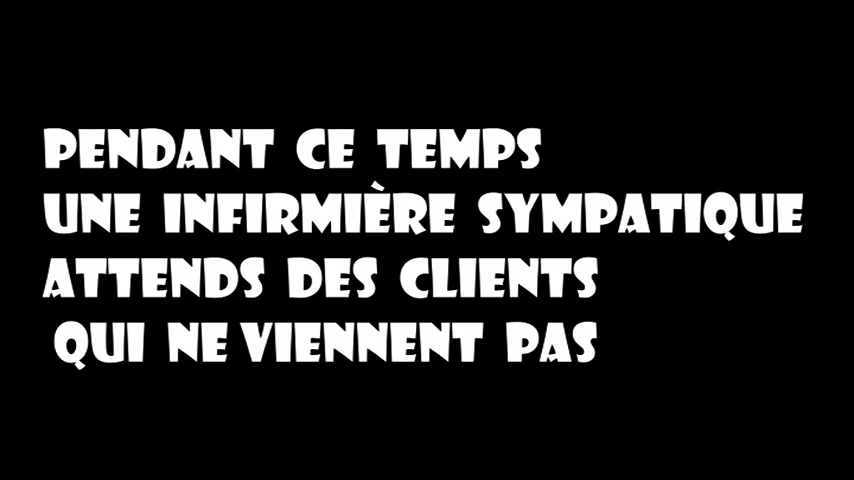 PENDANT CE TEMPS
UNE INFIRMIÈRE SYMPATIQUE
ATTENDS DES CLIENTS
QUI NE VIENNENT PAS